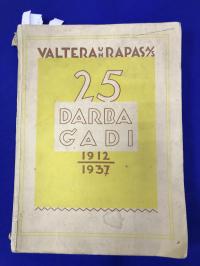 VALTERA UN RAPAS A/S
25
DARBA
GADI
1912
1937